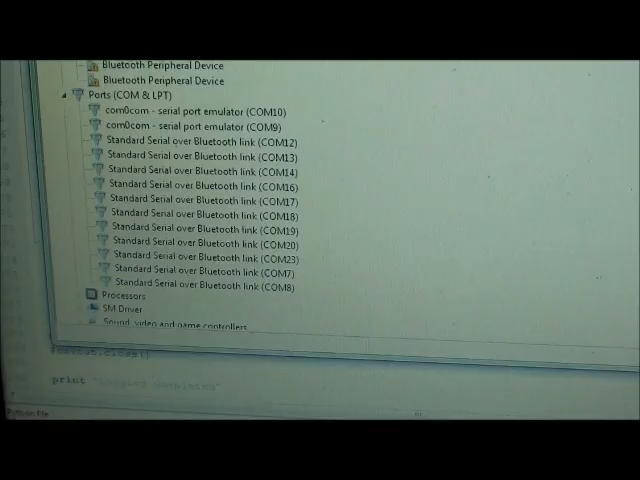 Bluetooth Peripheral Device
Bluetooth Peripheral Device
Ports (COM & LPT)
com0com - serial port emulator (COM10)
com0com - serial port emulator (COM9)
Standard Serial over Bluetooth link (COM12)
Standard Serial over Bluetooth link (COM13)
Standard Serial over Bluetooth link (COM14)
Standard Serial over Bluetooth link (COM16)
Standard Serial over Bluetooth link (COM17)
Standard Serial over Bluetooth link (COM18)
Standard Serial over Bluetooth link (COM19)
Standard Serial over Bluetooth link (COM20)
Standard Serial over Bluetooth link (COM23)
Standard Serial over Bluetooth link (COM7)
Standard Serial over Bluetooth link (COM8)
Processors
SM Driver
Sound, video and game controllers
print
Python file